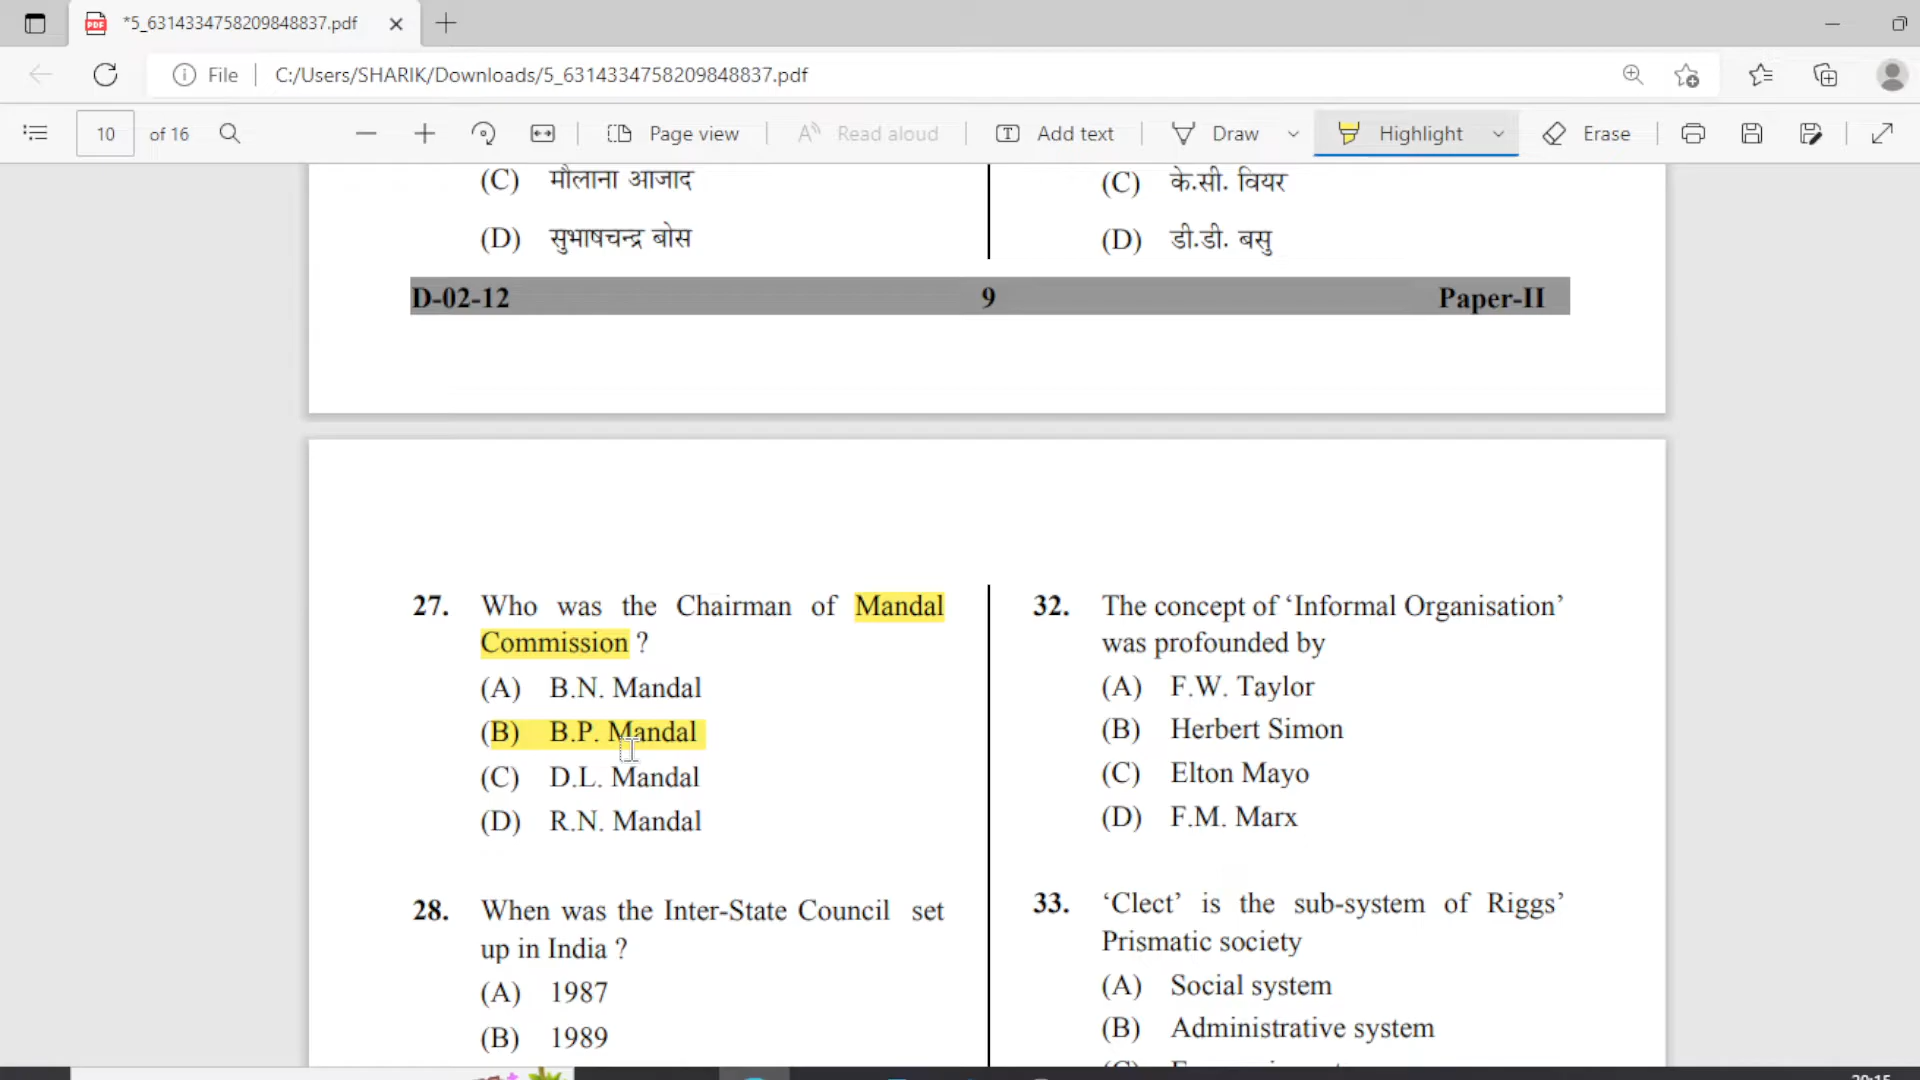 *5_6314334758209848837.pdf
File
C:/Users/SHARIK/Downloads/5_6314334758209848837.pdf
10 of 16
Page view
Read aloud
Add text
Draw
Highlight
Erase
(C) मौलाना आजाद
(D) सुभाषचन्द्र बोस
(C) के.सी. वियर
(D) डी.डी. बसु
D-02-12 9 Paper-II
27. Who was the Chairman of Mandal
Commission ?
(A) B.N. Mandal
(B) B.P. Mandal
(C) D.L. Mandal
(D) R.N. Mandal
28. When was the Inter-State Council set
up in India ?
(A) 1987
(B) 1989
32. The concept of ‘Informal Organisation’
was profounded by
(A) F.W. Taylor
(B) Herbert Simon
(C) Elton Mayo
(D) F.M. Marx
33. ‘Clect’ is the sub-system of Riggs’
Prismatic society
(A) Social system
(B) Administrative system